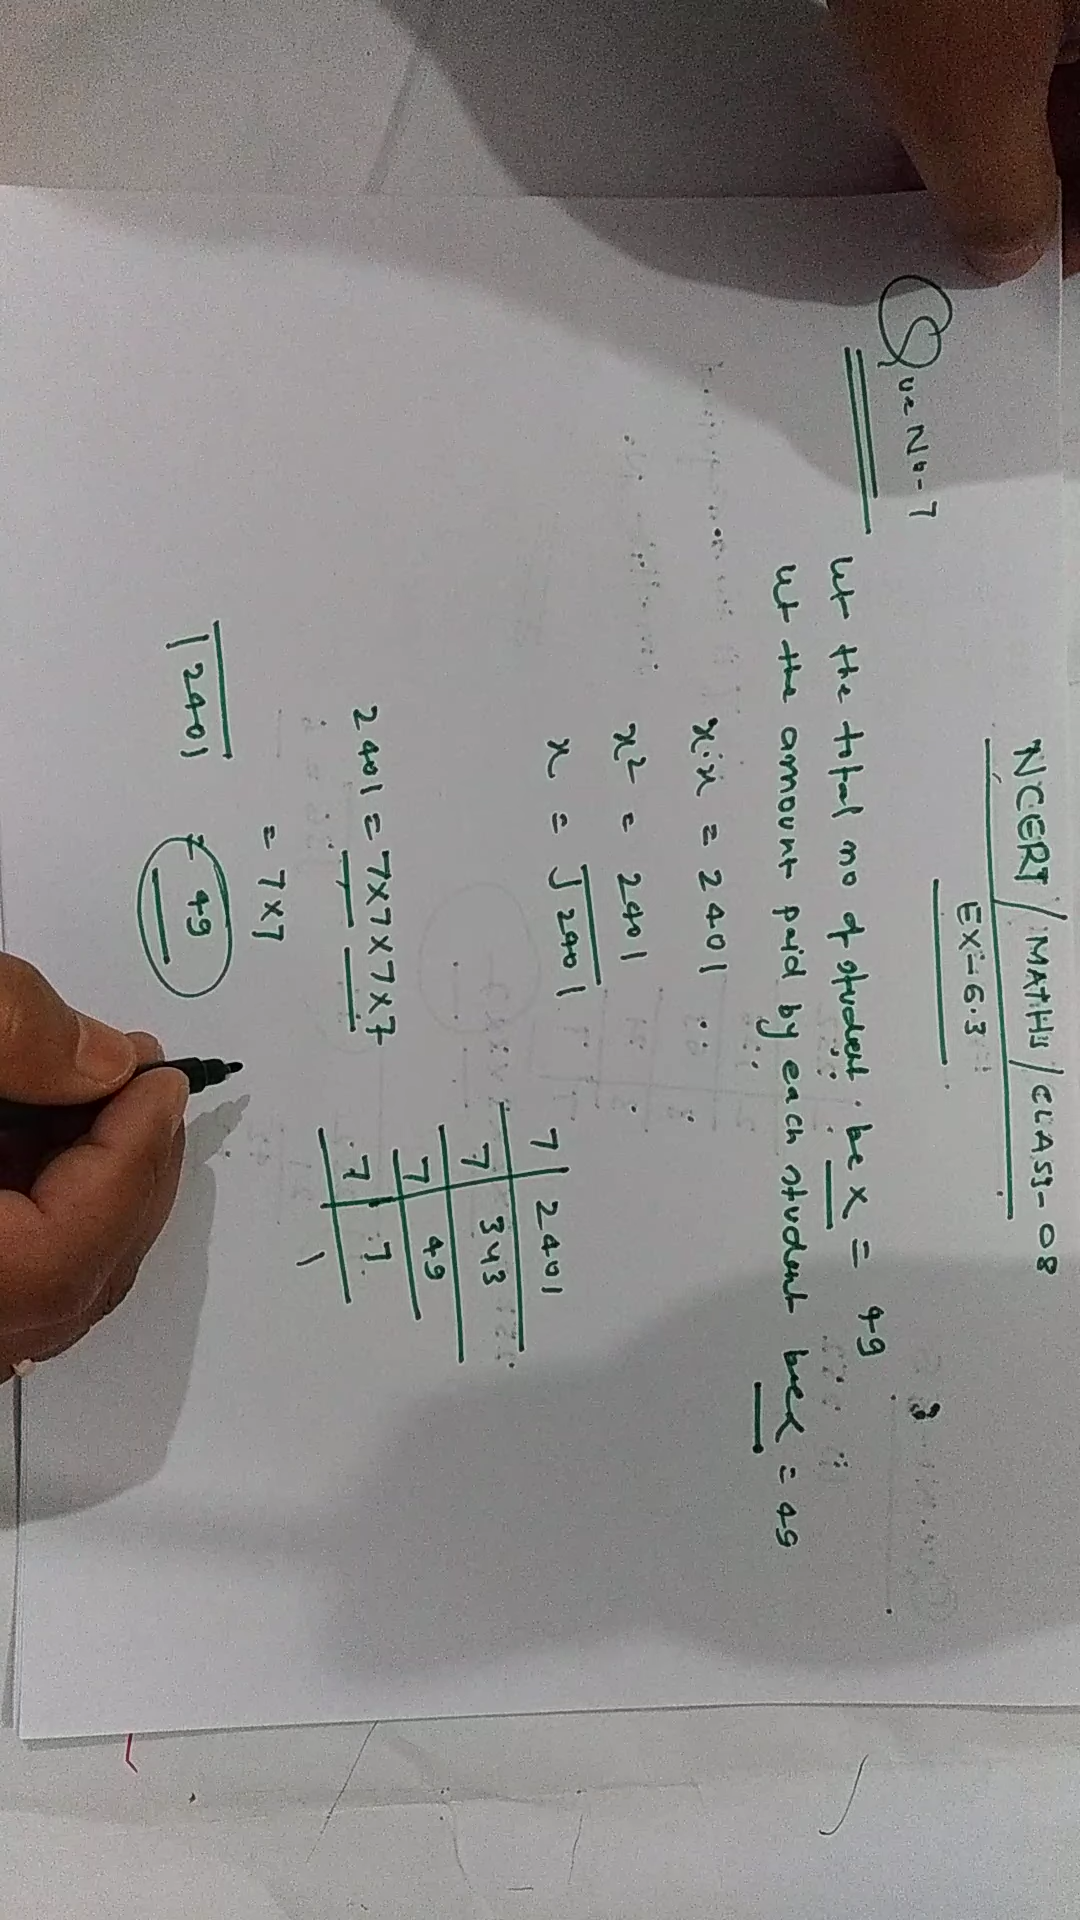 NCERT/MATHS/CLASS-08
EX-6.3
Que No-7
Let the total no of student be x = 49
Let the amount paid by each student be x = 49
x·x = 2401
x² = 2401
x = √2401
7 | 2401
7 | 343
7 | 49
7 | 7
1
2401 = 7×7×7×7
= 7×7
√2401 = 49